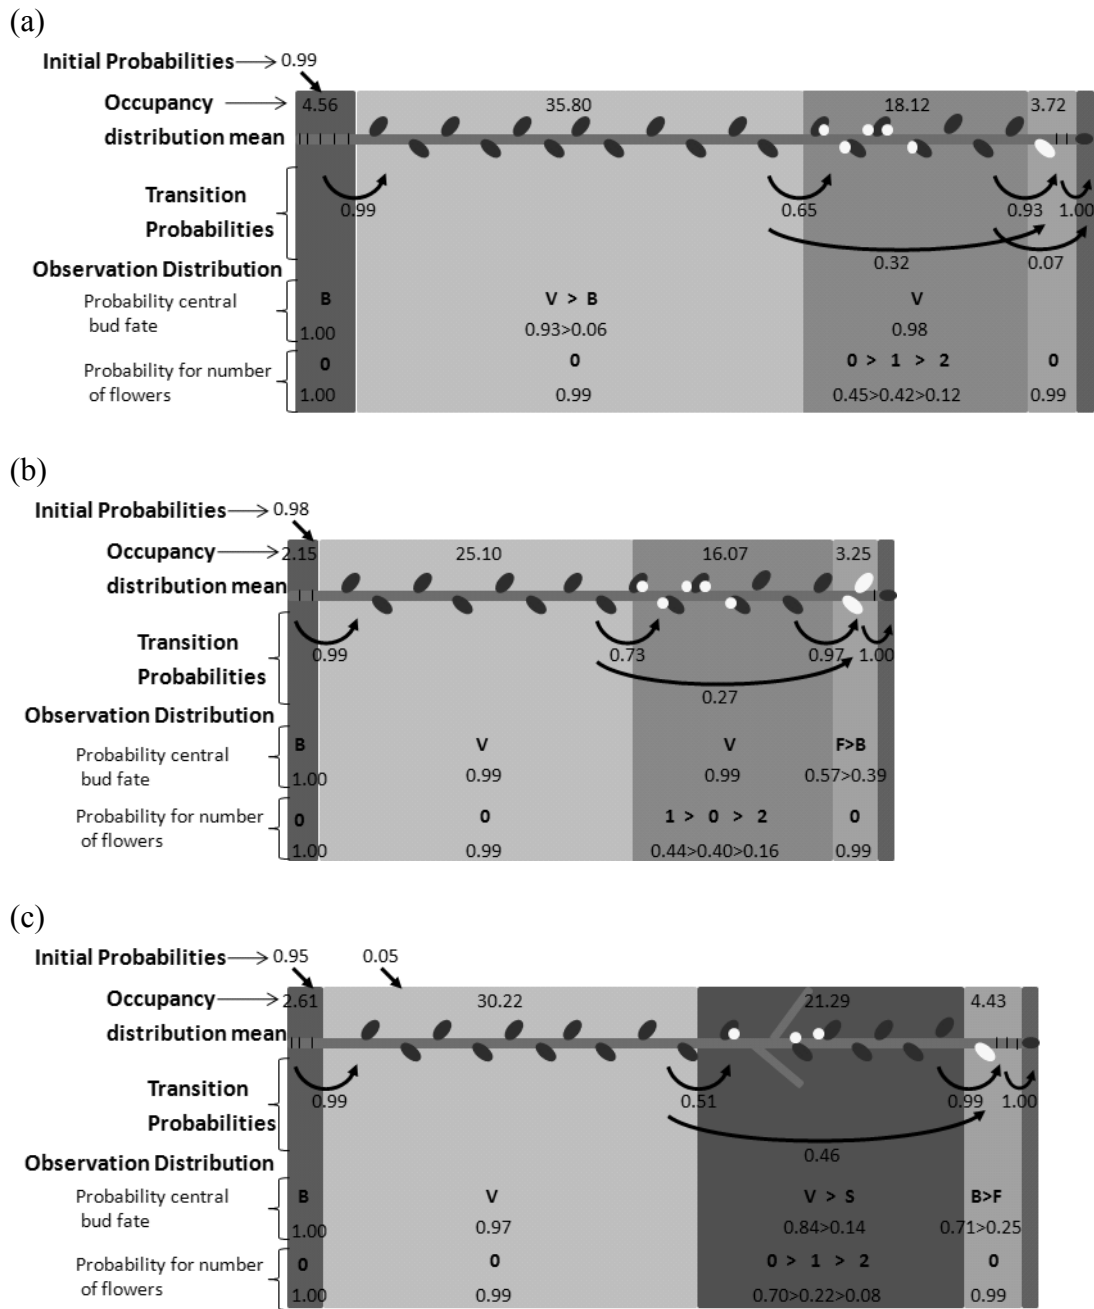 (a)
Initial Probabilities 0.99
Occupancy 4.56 35.80 18.12 3.72
distribution mean
Transition
Probabilities
0.99 0.65 0.93 1.00
0.32 0.07
Observation Distribution
Probability central B V > B V
bud fate 1.00 0.93>0.06 0.98
Probability for number 0 0 0 > 1 > 2 0
of flowers 1.00 0.99 0.45>0.42>0.12 0.99
(b)
Initial Probabilities 0.98
Occupancy 2.15 25.10 16.07 3.25
distribution mean
Transition 0.99 0.73 0.97 1.00
Probabilities
0.27
Observation Distribution
Probability central B V V F>B
bud fate 1.00 0.99 0.99 0.57>0.39
Probability for number 0 0 1 > 0 > 2 0
of flowers 1.00 0.99 0.44>0.40>0.16 0.99
(c)
Initial Probabilities 0.95 0.05
Occupancy 2.61 30.22 21.29 4.43
distribution mean
Transition 0.99 0.51 0.99 1.00
Probabilities
0.46
Observation Distribution
Probability central B V V > S B>F
bud fate 1.00 0.97 0.84>0.14 0.71>0.25
Probability for number 0 0 0 > 1 > 2 0
of flowers 1.00 0.99 0.70>0.22>0.08 0.99